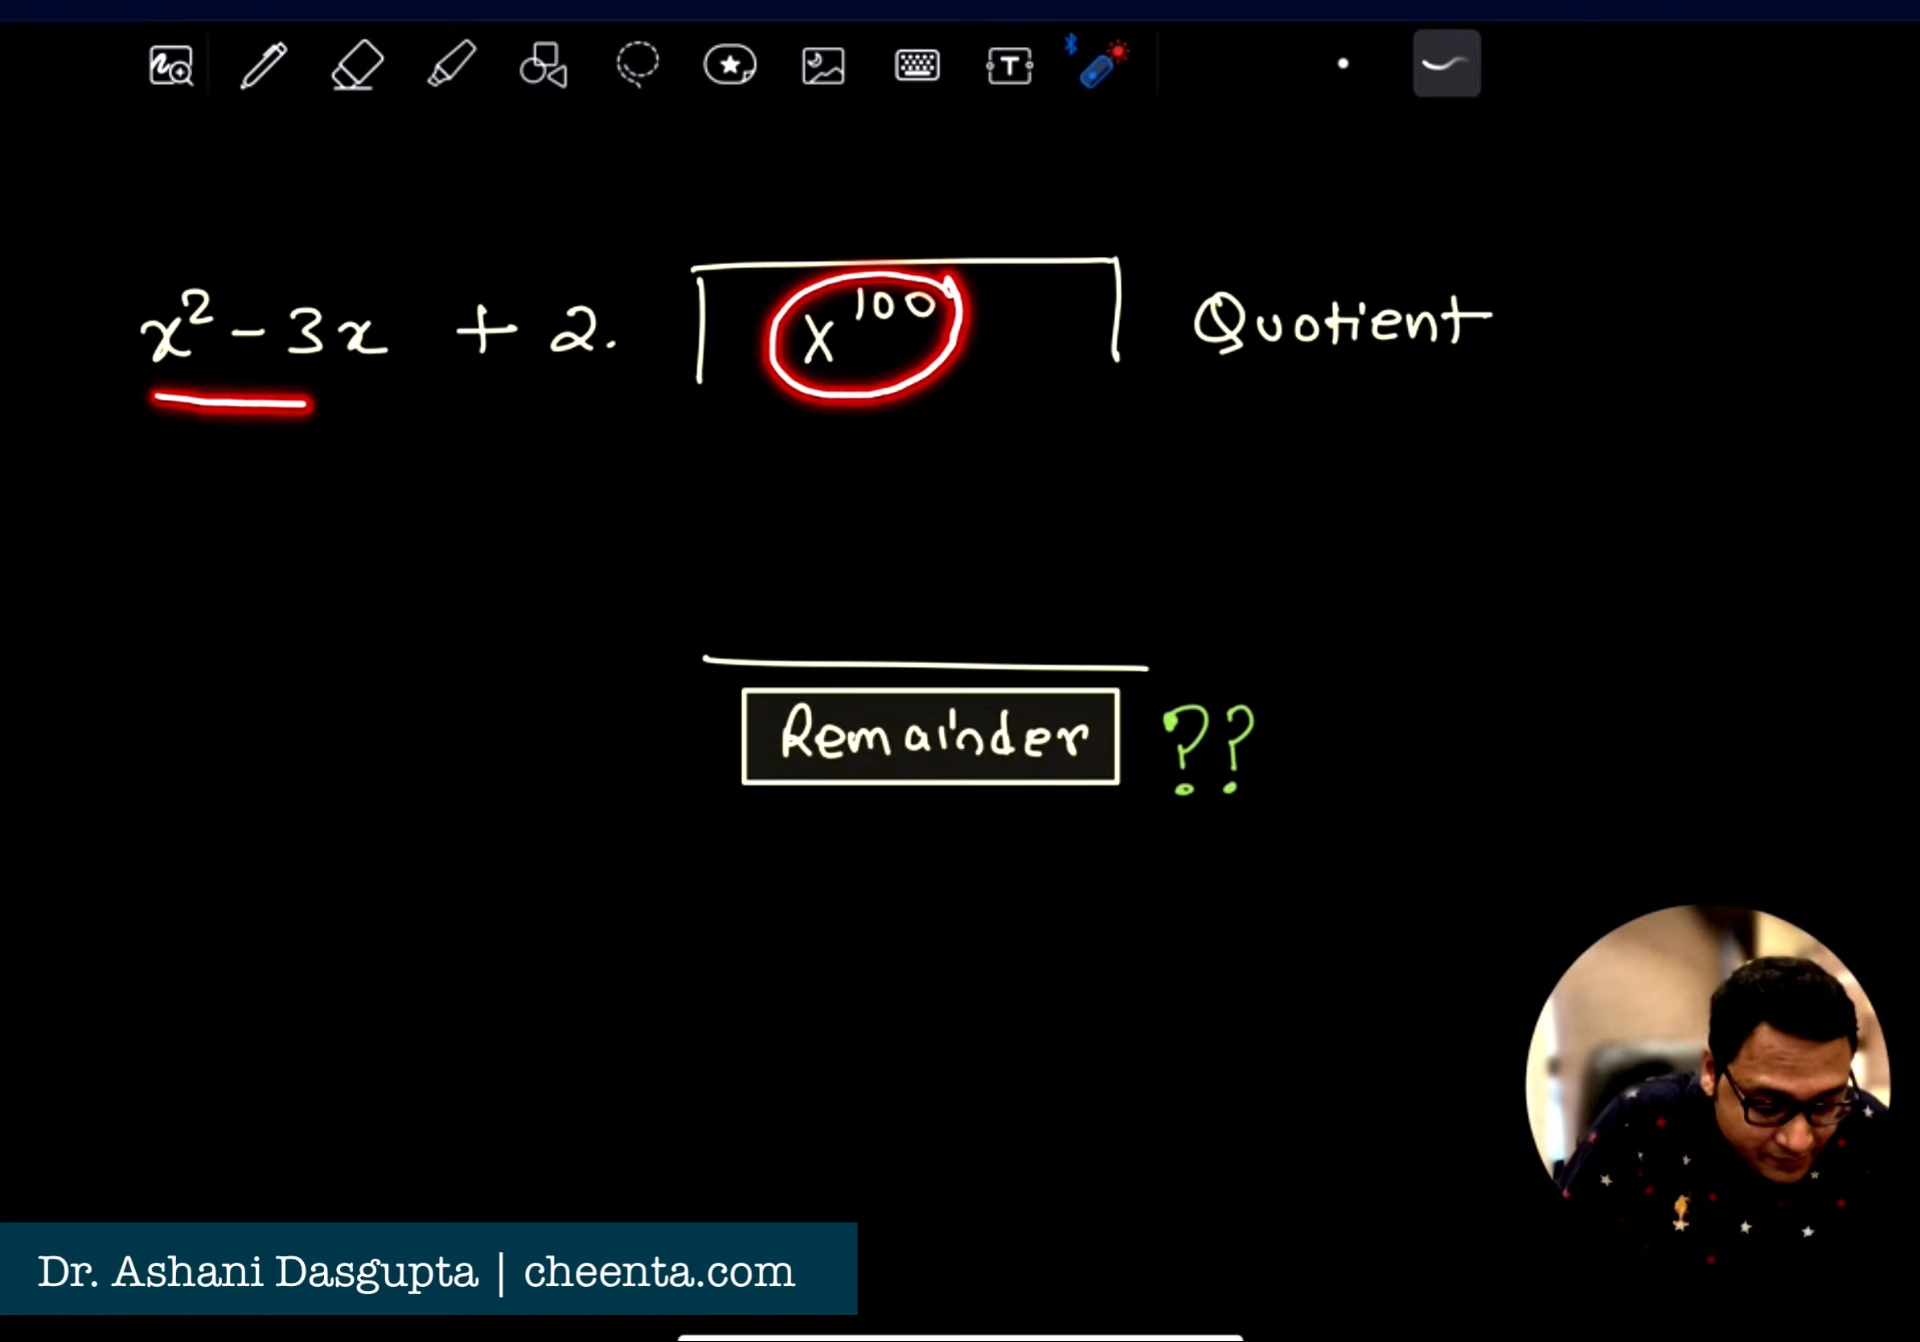 x² - 3x + 2. x¹⁰⁰ Quotient
Remainder ??
Dr. Ashani Dasgupta | cheenta.com